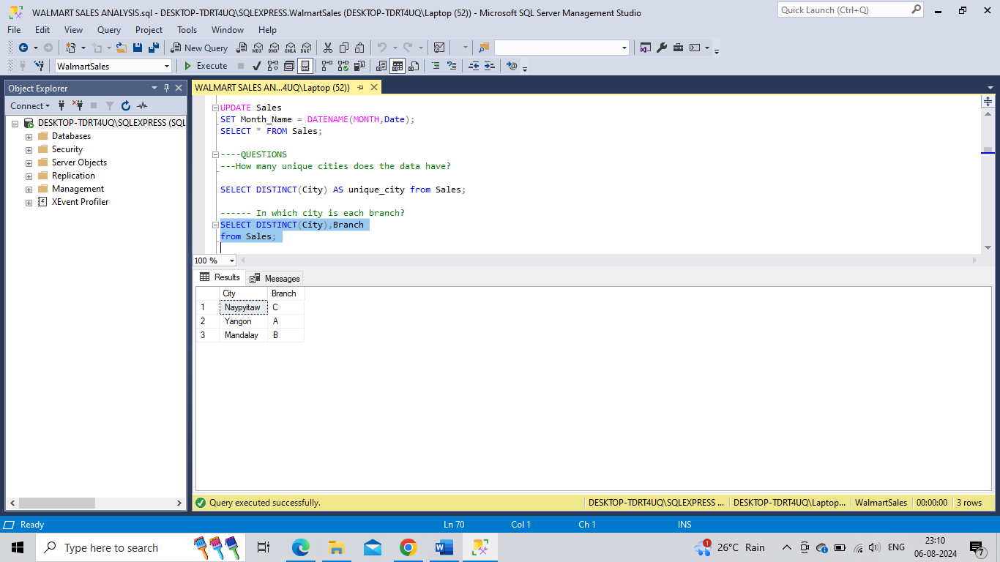 WALMART SALES ANALYSIS.sql - DESKTOP-TDRT4UQ\SQLEXPRESS.WalmartSales (DESKTOP-TDRT4UQ\Laptop (52)) - Microsoft SQL Server Management Studio
Quick Launch (Ctrl+Q)
File Edit View Query Project Tools Window Help
New Query MDX DMX XMLA DAX
WalmartSales Execute
Object Explorer
WALMART SALES AN...4UQ\Laptop (52))
Connect
DESKTOP-TDRT4UQ\SQLEXPRESS (SQL
Databases
Security
Server Objects
Replication
Management
XEvent Profiler
UPDATE Sales
SET Month_Name = DATENAME(MONTH,Date);
SELECT * FROM Sales;
----QUESTIONS
---How many unique cities does the data have?
SELECT DISTINCT(City) AS unique_city from Sales;
------ In which city is each branch?
SELECT DISTINCT(City),Branch
from Sales;
100 %
Results Messages
City Branch
1 Naypyitaw C
2 Yangon A
3 Mandalay B
Query executed successfully. DESKTOP-TDRT4UQ\SQLEXPRESS ... DESKTOP-TDRT4UQ\Laptop... WalmartSales 00:00:00 3 rows
Ready Ln 70 Col 1 Ch 1 INS
Type here to search
1 26°C Rain ENG 23:10
06-08-2024 7